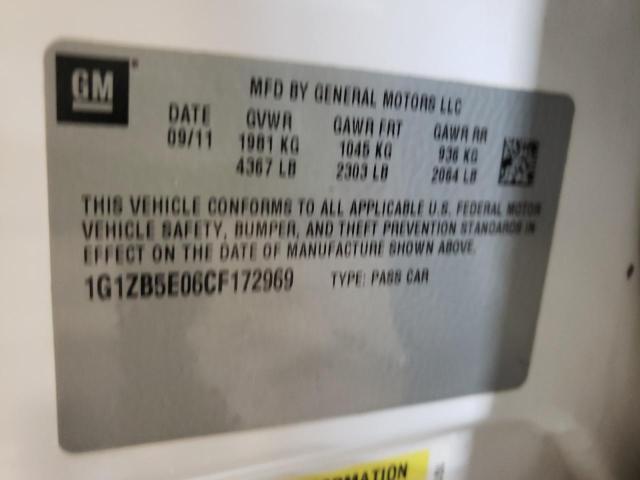 GM
MFD BY GENERAL MOTORS LLC
DATE GVWR GAWR FRT GAWR RR
09/11 1981 KG 1045 KG 936 KG
4367 LB 2303 LB 2064 LB
THIS VEHICLE CONFORMS TO ALL APPLICABLE U.S. FEDERAL MOTOR
VEHICLE SAFETY, BUMPER, AND THEFT PREVENTION STANDARDS IN
EFFECT ON THE DATE OF MANUFACTURE SHOWN ABOVE.
1G1ZB5E06CF172969 TYPE: PASS CAR